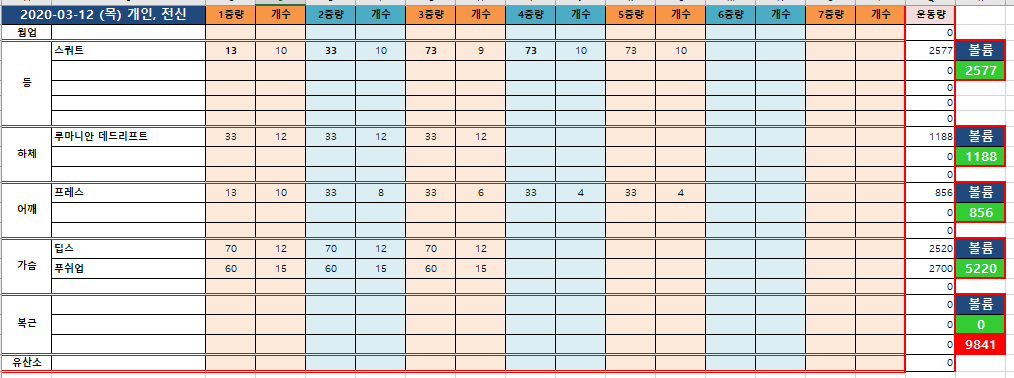 2020-03-12 (목) 개인, 전신 1중량 개수 2중량 개수 3중량 개수 4중량 개수 5중량 개수 6중량 개수 7중량 개수 운동량
웜업 0
스쿼트 13 10 33 10 73 9 73 10 73 10 2577 볼륨
0 2577
등 0
0
0
루마니안 데드리프트 33 12 33 12 33 12 1188 볼륨
하체 0 1188
0
프레스 13 10 33 8 33 6 33 4 33 4 856 볼륨
어깨 0 856
0
딥스 70 12 70 12 70 12 2520 볼륨
가슴 푸쉬업 60 15 60 15 60 15 2700 5220
0
0 볼륨
복근 0 0
0 9841
유산소 0